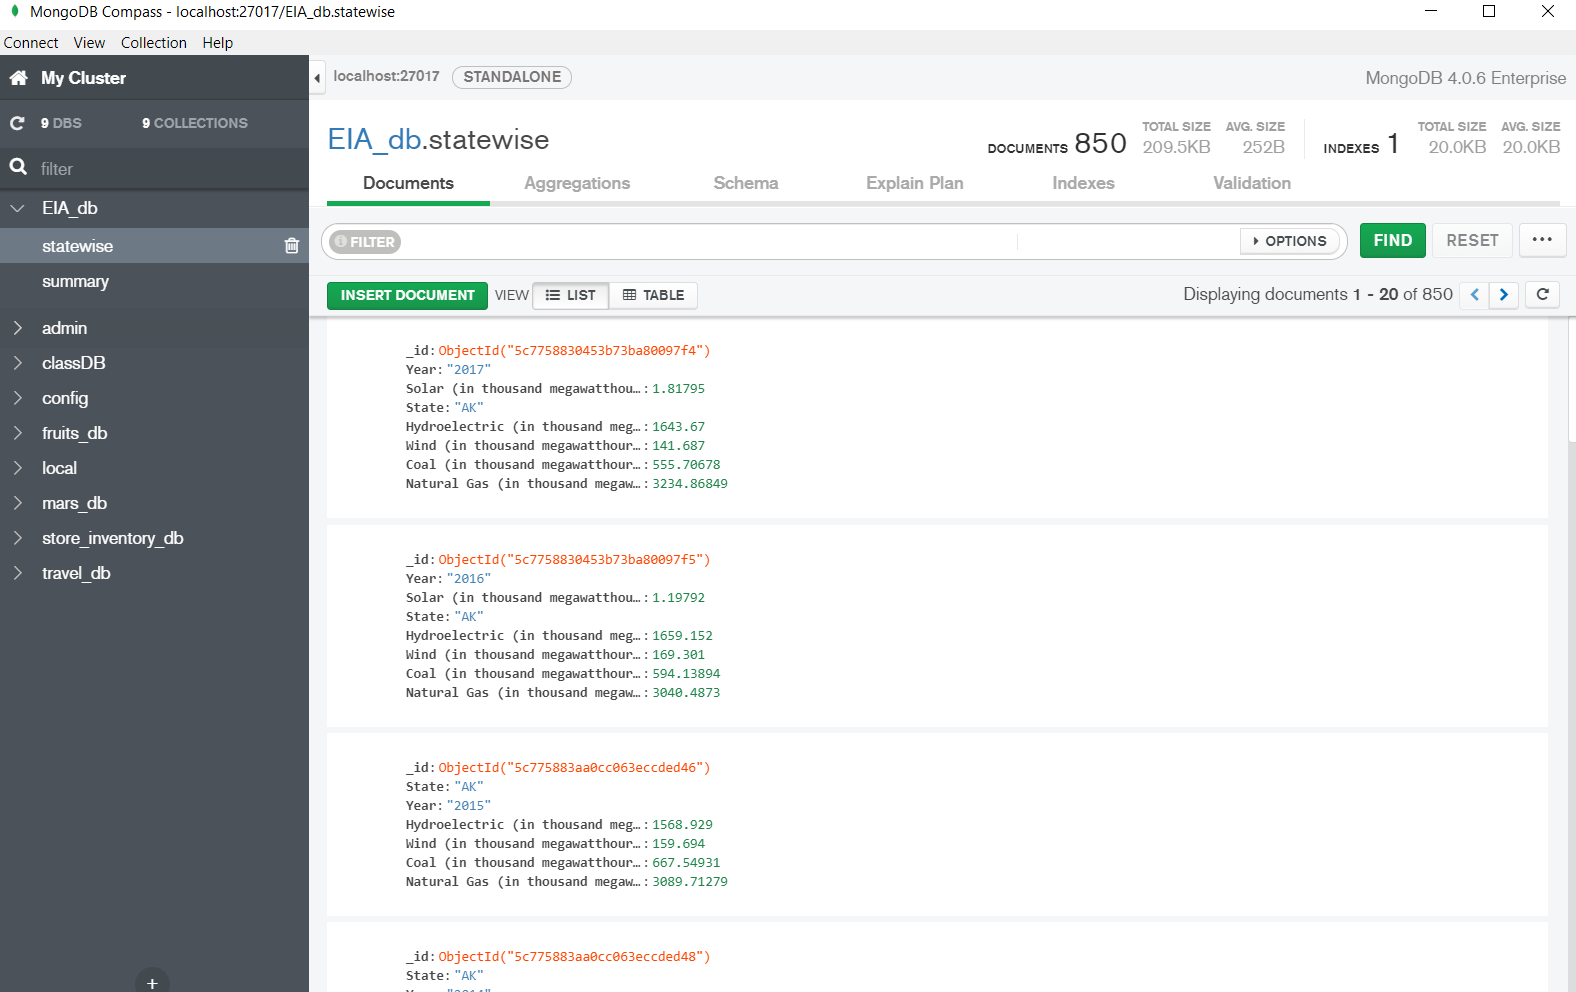 MongoDB Compass - localhost:27017/EIA_db.statewise
Connect View Collection Help
My Cluster
9 DBS 9 COLLECTIONS
filter
EIA_db
statewise
summary
admin
classDB
config
fruits_db
local
mars_db
store_inventory_db
travel_db
+
localhost:27017 STANDALONE MongoDB 4.0.6 Enterprise
EIA_db.statewise
DOCUMENTS 850 TOTAL SIZE 209.5KB AVG. SIZE 252B INDEXES 1 TOTAL SIZE 20.0KB AVG. SIZE 20.0KB
Documents Aggregations Schema Explain Plan Indexes Validation
FILTER OPTIONS FIND RESET ...
INSERT DOCUMENT VIEW LIST TABLE Displaying documents 1 - 20 of 850
_id: ObjectId("5c7758830453b73ba80097f4")
Year: "2017"
Solar (in thousand megawatthou…: 1.81795
State: "AK"
Hydroelectric (in thousand meg…: 1643.67
Wind (in thousand megawatthour…: 141.687
Coal (in thousand megawatthour…: 555.70678
Natural Gas (in thousand megaw…: 3234.86849
_id: ObjectId("5c7758830453b73ba80097f5")
Year: "2016"
Solar (in thousand megawatthou…: 1.19792
State: "AK"
Hydroelectric (in thousand meg…: 1659.152
Wind (in thousand megawatthour…: 169.301
Coal (in thousand megawatthour…: 594.13894
Natural Gas (in thousand megaw…: 3040.4873
_id: ObjectId("5c775883aa0cc063eccded46")
State: "AK"
Year: "2015"
Hydroelectric (in thousand meg…: 1568.929
Wind (in thousand megawatthour…: 159.694
Coal (in thousand megawatthour…: 667.54931
Natural Gas (in thousand megaw…: 3089.71279
_id: ObjectId("5c775883aa0cc063eccded48")
State: "AK"